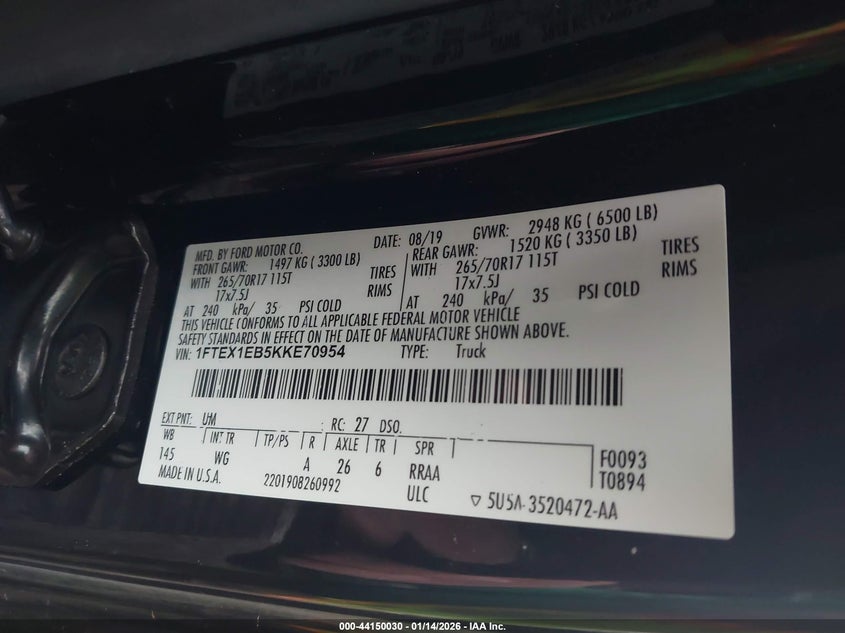 MFD. BY FORD MOTOR CO. DATE: 08/19 GVWR: 2948 KG ( 6500 LB)
FRONT GAWR: 1497 KG ( 3300 LB) REAR GAWR: 1520 KG ( 3350 LB)
WITH 265/70R17 115T TIRES WITH 265/70R17 115T TIRES
17x7.5J RIMS 17x7.5J RIMS
AT 240 kPa/ 35 PSI COLD AT 240 kPa/ 35 PSI COLD
THIS VEHICLE CONFORMS TO ALL APPLICABLE FEDERAL MOTOR VEHICLE
SAFETY STANDARDS IN EFFECT ON THE DATE OF MANUFACTURE SHOWN ABOVE.
VIN: 1FTEX1EB5KKE70954 TYPE: Truck
EXT PNT: UM RC: 27 DSO:
WB INT TR TP/PS R AXLE TR SPR
145 WG A 26 6 RRAA F0093
MADE IN U.S.A. 2201908260992 ULC T0894
▽ 5U5A-3520472-AA
000-44150030 - 01/14/2026 - IAA Inc.